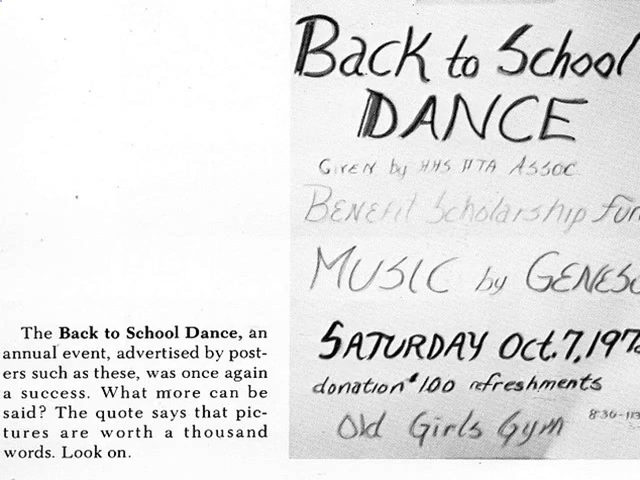 The Back to School Dance, an
annual event, advertised by post-
ers such as these, was once again
a success. What more can be
said? The quote says that pic-
tures are worth a thousand
words. Look on.
Back to School
DANCE
Given by HHS PTA Assoc.
Benefit Scholarship
Music by
Saturday Oct. 7,
donation $1.00 refreshments
Old Girls Gym
8:30-